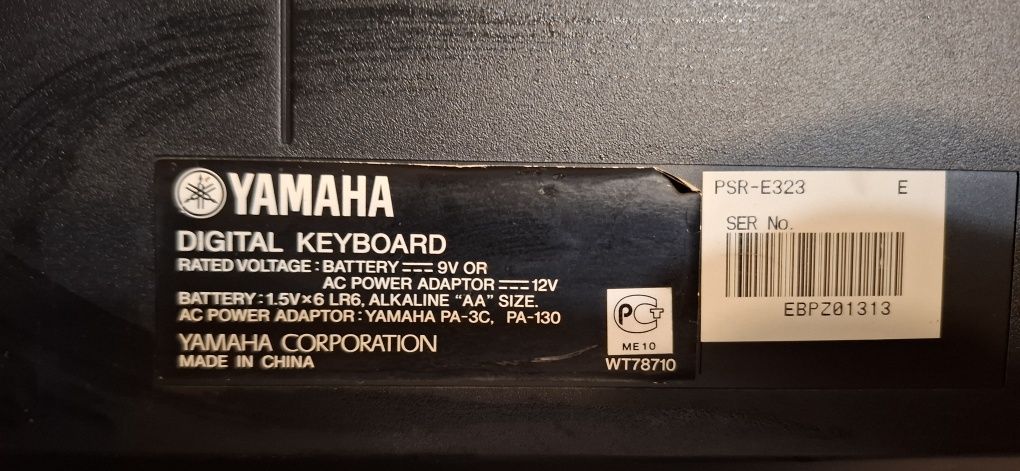 YAMAHA
DIGITAL KEYBOARD
RATED VOLTAGE : BATTERY ⎓ 9V OR
AC POWER ADAPTOR ⎓ 12V
BATTERY : 1.5V×6 LR6, ALKALINE “AA” SIZE.
AC POWER ADAPTOR : YAMAHA PA-3C, PA-130
YAMAHA CORPORATION
MADE IN CHINA
РСТ
ME10
WT78710
PSR-E323 E
SER No.
EBPZ01313